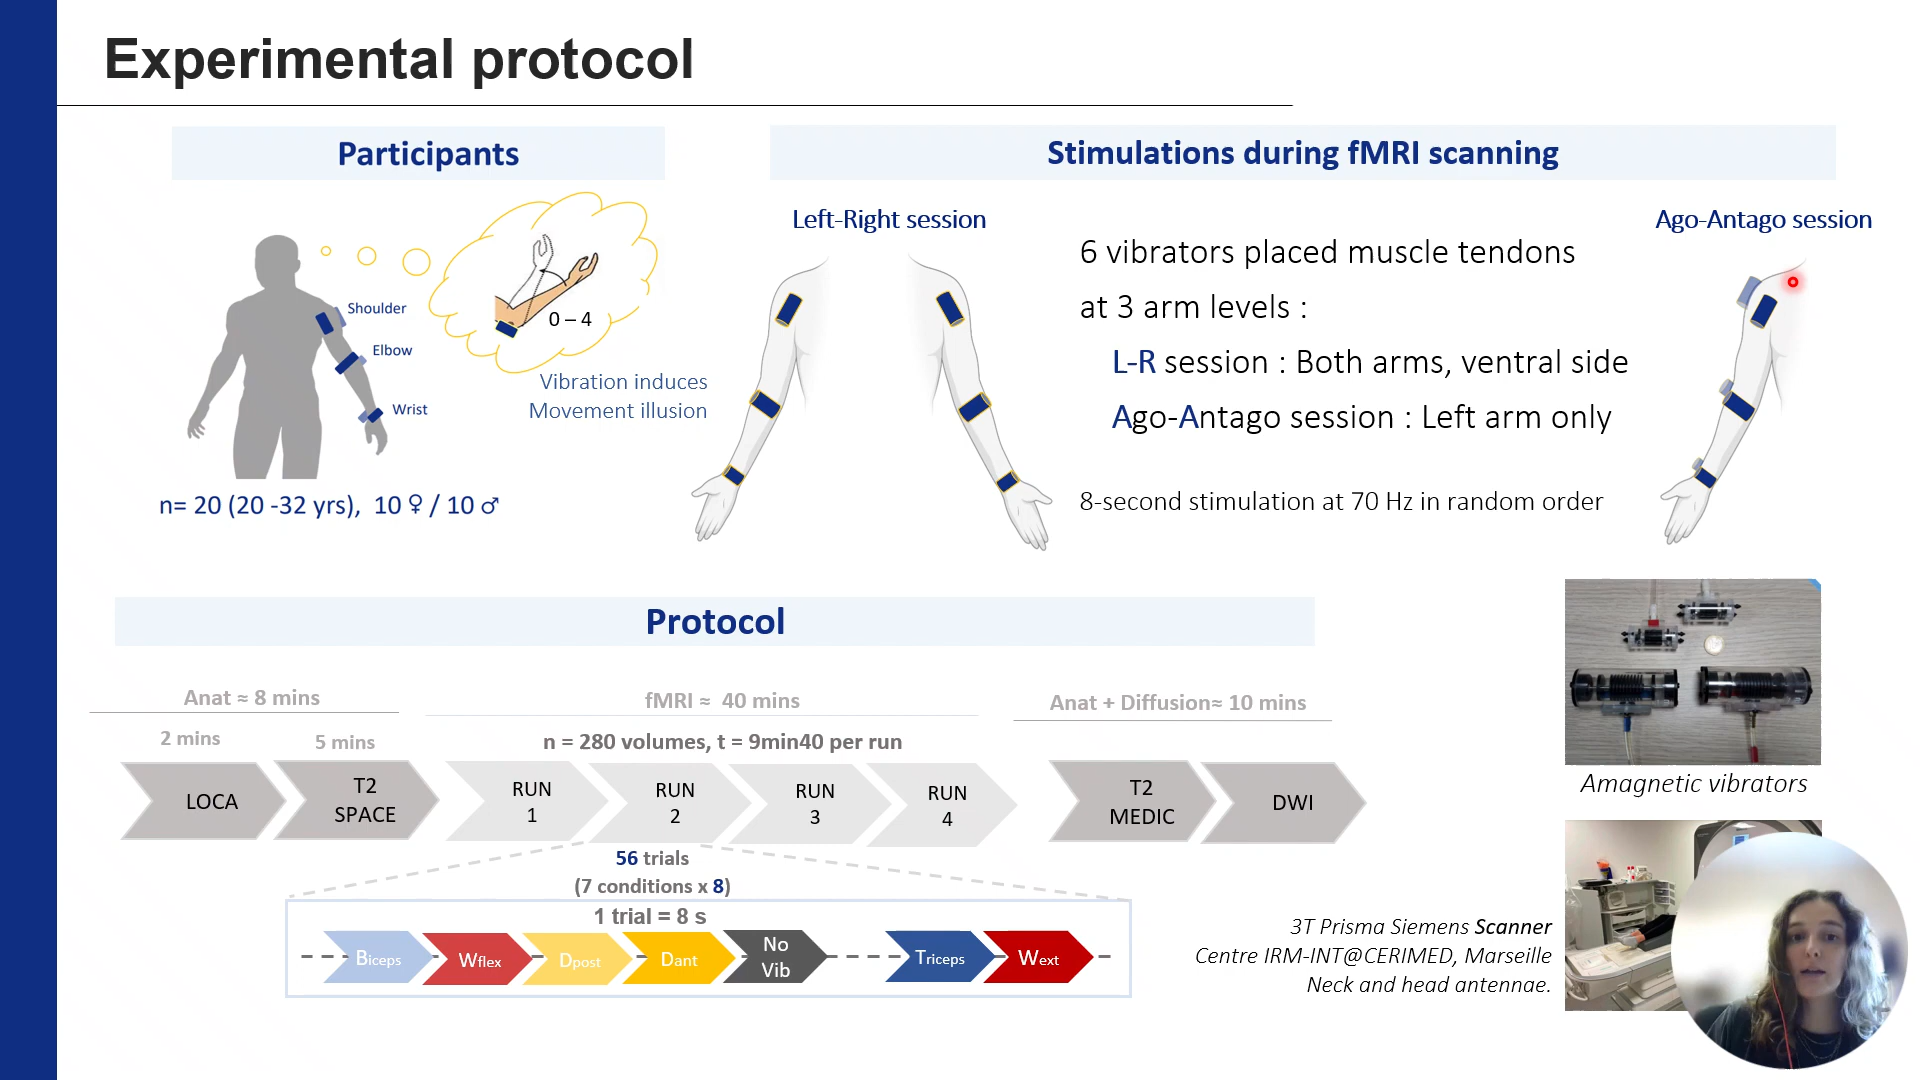 Experimental protocol
Participants
Shoulder
Elbow
Wrist
0 – 4
Vibration induces
Movement illusion
n= 20 (20 -32 yrs),  10 ♀ / 10 ♂
Stimulations during fMRI scanning
Left-Right session
6 vibrators placed muscle tendons
at 3 arm levels :
L-R session : Both arms, ventral side
Ago-Antago session : Left arm only
8-second stimulation at 70 Hz in random order
Ago-Antago session
Protocol
Anat ≈ 8 mins
fMRI ≈  40 mins
Anat + Diffusion≈ 10 mins
2 mins
5 mins
n = 280 volumes, t = 9min40 per run
LOCA
T2
SPACE
RUN
1
RUN
2
RUN
3
RUN
4
T2
MEDIC
DWI
56 trials
(7 conditions x 8)
1 trial = 8 s
Biceps
Wflex
Dpost
Dant
No
Vib
Triceps
Wext
Amagnetic vibrators
3T Prisma Siemens Scanner
Centre IRM-INT@CERIMED, Marseille
Neck and head antennae.